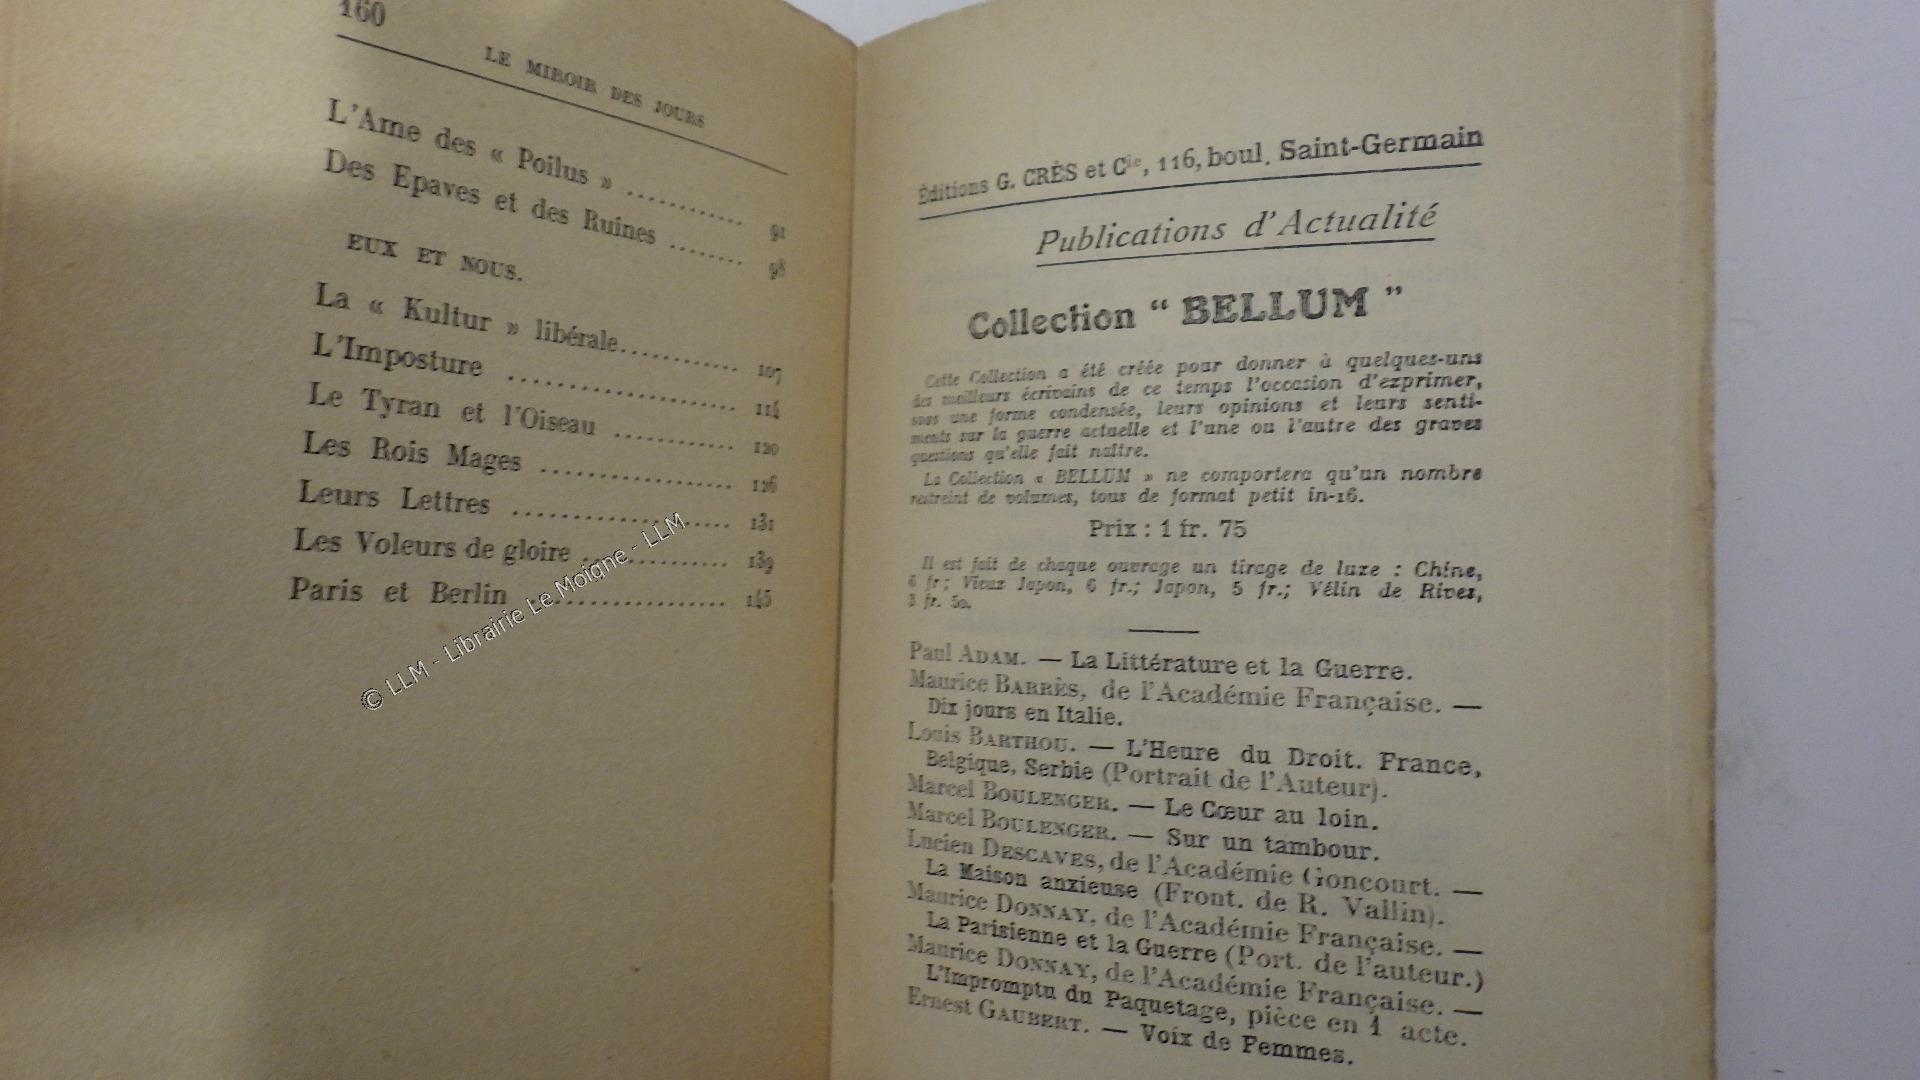 160
LE MIROIR DES JOURS
L'Ame des « Poilus » ............ 91
Des Epaves et des Ruines ........ 98
EUX ET NOUS.
La « Kultur » libérale............ 107
L'Imposture .................... 114
Le Tyran et l'Oiseau ............ 120
Les Rois Mages ................. 126
Leurs Lettres .................... 131
Les Voleurs de gloire ............. 139
Paris et Berlin ................. 145
© LLM - Librairie Le Moigne - LLM
Éditions G. CRÈS et Cie, 116, boul. Saint-Germain
Publications d'Actualité
Collection “ BELLUM ”
Cette Collection a été créée pour donner à quelques-uns
des meilleurs écrivains de ce temps l'occasion d'exprimer,
sous une forme condensée, leurs opinions et leurs senti-
ments sur la guerre actuelle et l'une ou l'autre des graves
questions qu'elle fait naître.
La Collection « BELLUM » ne comportera qu'un nombre
restreint de volumes, tous de format petit in-16.
Prix : 1 fr. 75
Il est fait de chaque ouvrage un tirage de luxe : Chine,
6 fr; Vieux Japon, 6 fr.; Japon, 5 fr.; Vélin de Rives,
3 fr. 50.
Paul ADAM. — La Littérature et la Guerre.
Maurice BARRÈS, de l'Académie Française. —
Dix jours en Italie.
Louis BARTHOU. — L'Heure du Droit. France,
Belgique, Serbie (Portrait de l'Auteur).
Marcel BOULENGER. — Le Cœur au loin.
Marcel BOULENGER. — Sur un tambour.
Lucien DESCAVES, de l'Académie Goncourt. —
La Maison anxieuse (Front. de R. Vallin).
Maurice DONNAY, de l'Académie Française. —
La Parisienne et la Guerre (Port. de l'auteur.)
Maurice DONNAY, de l'Académie Française. —
L'Impromptu du Paquetage, pièce en 1 acte.
Ernest GAUBERT. — Voix de Femmes.